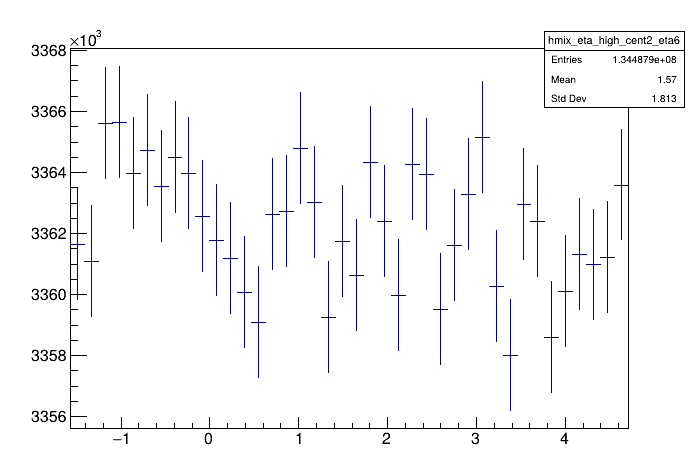 ×10³
hmix_eta_high_cent2_eta6
Entries 1.344879e+08
Mean 1.57
Std Dev 1.813
3368
3366
3364
3362
3360
3358
3356
−1 0 1 2 3 4